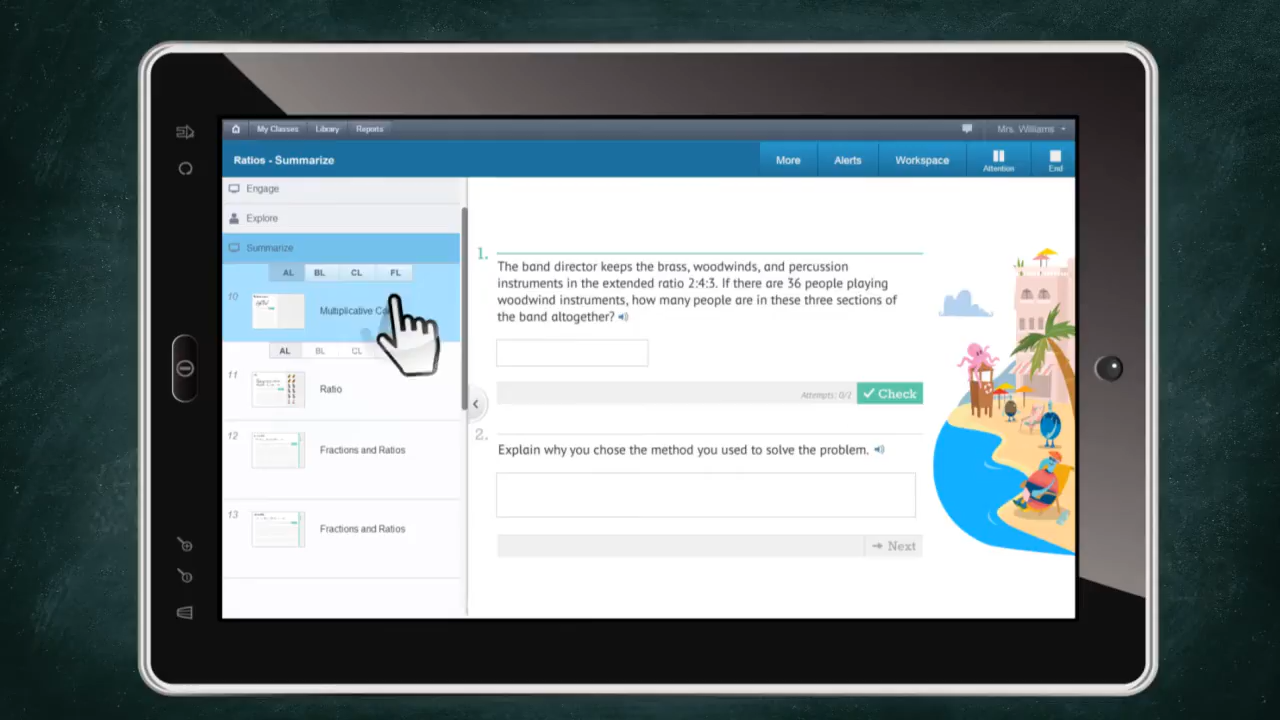 My Classes Library Reports Mrs. Williams
Ratios - Summarize More Alerts Workspace Attention End
Engage
Explore
Summarize
AL BL CL FL
10 Multiplicative
AL BL CL
11 Ratio
12 Fractions and Ratios
13 Fractions and Ratios
1.
The band director keeps the brass, woodwinds, and percussion
instruments in the extended ratio 2:4:3. If there are 36 people playing
woodwind instruments, how many people are in these three sections of
the band altogether?
Attempts: 0/2 Check
2.
Explain why you chose the method you used to solve the problem.
Next